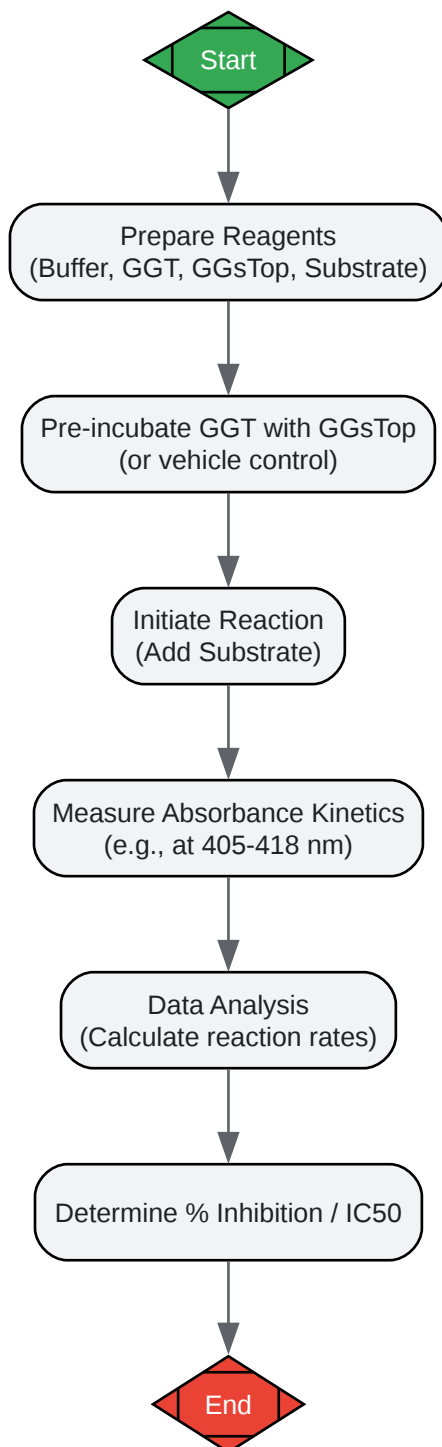 Start
Prepare Reagents
(Buffer, GGT, GGsTop, Substrate)
Pre-incubate GGT with GGsTop
(or vehicle control)
Initiate Reaction
(Add Substrate)
Measure Absorbance Kinetics
(e.g., at 405-418 nm)
Data Analysis
(Calculate reaction rates)
Determine % Inhibition / IC50
End